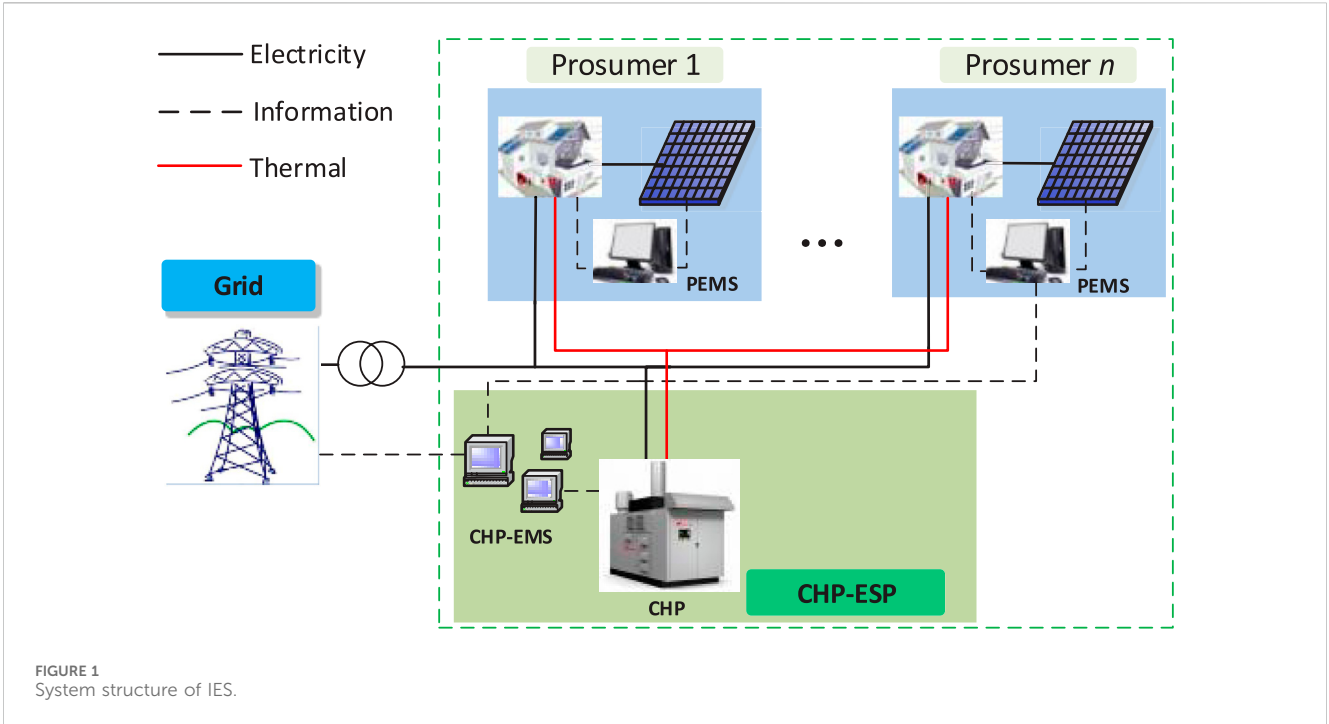 Electricity
Information
Thermal
Prosumer 1
Prosumer n
PEMS
...
PEMS
Grid
CHP-EMS
CHP
CHP-ESP
FIGURE 1
System structure of IES.